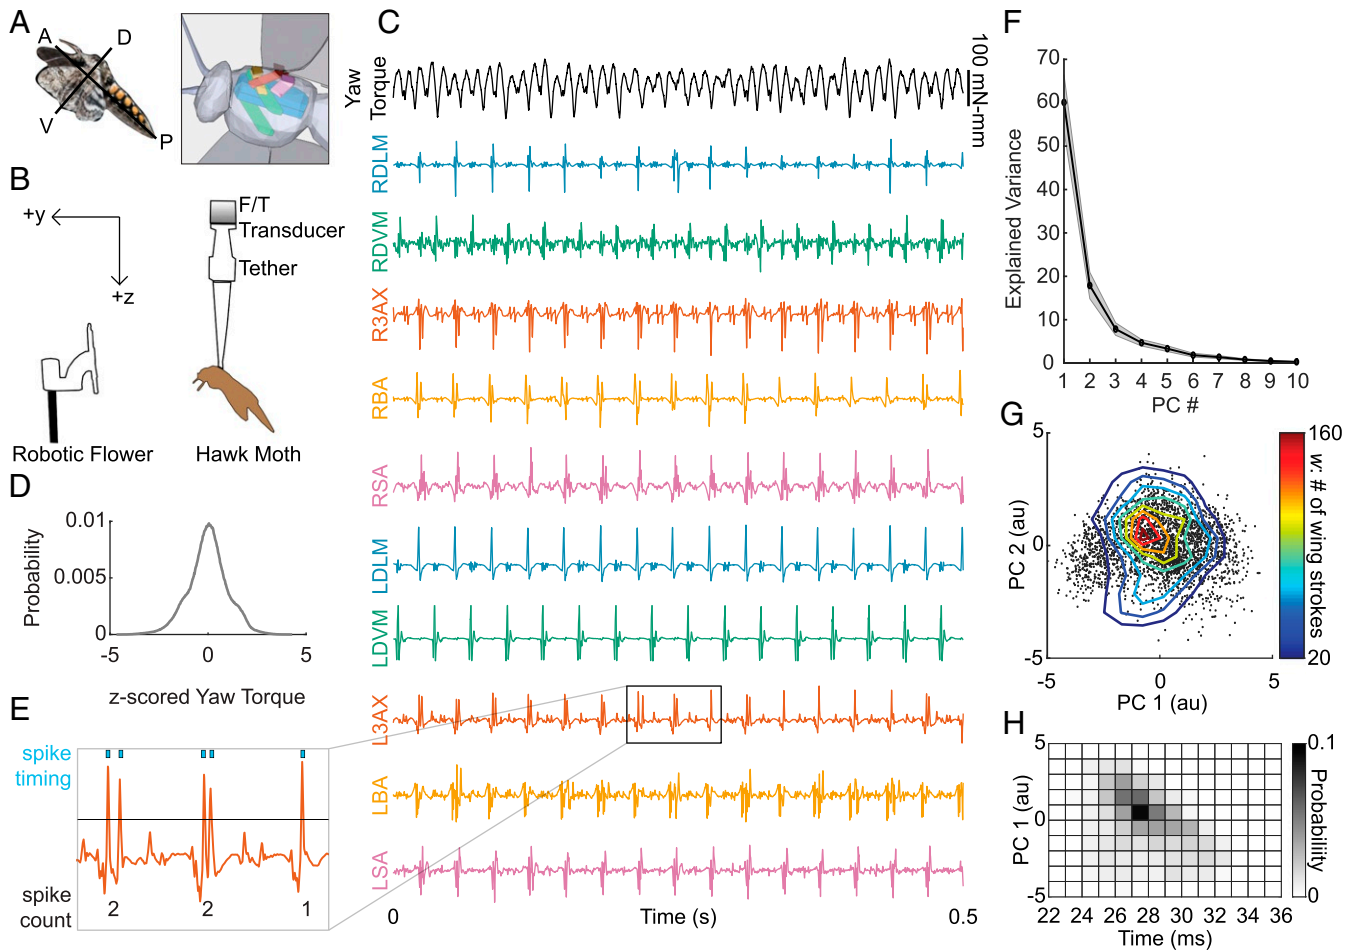 A
A
D
V
P
B
+y
+z
F/T
Transducer
Tether
Robotic Flower
Hawk Moth
C
Yaw
Torque
100 mN-mm
RDLM
RDVM
R3AX
RBA
RSA
LDLM
LDVM
L3AX
LBA
LSA
0
Time (s)
0.5
D
Probability
0.01
0.005
0
-5
0
5
z-scored Yaw Torque
E
spike
timing
spike
count
2
2
1
F
Explained Variance
70
60
50
40
30
20
10
0
1 2 3 4 5 6 7 8 9 10
PC #
G
PC 2 (au)
5
0
-5
-5
0
5
PC 1 (au)
160
w: # of wing strokes
20
H
PC 1 (au)
5
0
-5
22 24 26 28 30 32 34 36
Time (ms)
0.1
Probability
0